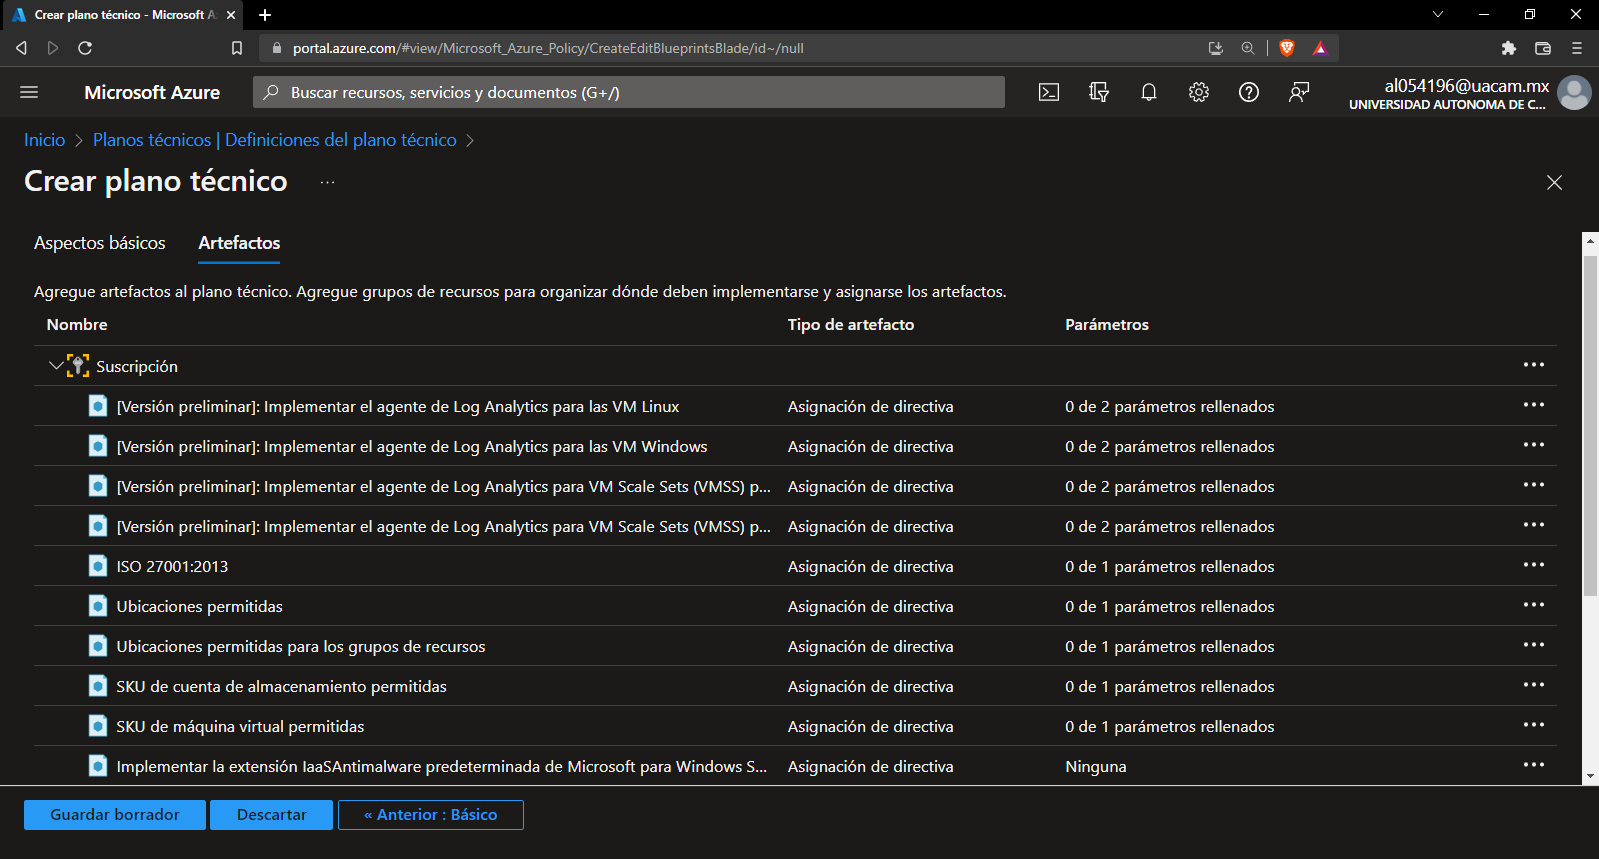 Crear plano técnico - Microsoft A
portal.azure.com/#view/Microsoft_Azure_Policy/CreateEditBlueprintsBlade/id~/null
Microsoft Azure
Buscar recursos, servicios y documentos (G+/)
al054196@uacam.mx
UNIVERSIDAD AUTONOMA DE C...
Inicio > Planos técnicos | Definiciones del plano técnico >
Crear plano técnico ...
Aspectos básicos Artefactos
Agregue artefactos al plano técnico. Agregue grupos de recursos para organizar dónde deben implementarse y asignarse los artefactos.
Nombre Tipo de artefacto Parámetros
Suscripción
[Versión preliminar]: Implementar el agente de Log Analytics para las VM Linux Asignación de directiva 0 de 2 parámetros rellenados
[Versión preliminar]: Implementar el agente de Log Analytics para las VM Windows Asignación de directiva 0 de 2 parámetros rellenados
[Versión preliminar]: Implementar el agente de Log Analytics para VM Scale Sets (VMSS) p... Asignación de directiva 0 de 2 parámetros rellenados
[Versión preliminar]: Implementar el agente de Log Analytics para VM Scale Sets (VMSS) p... Asignación de directiva 0 de 2 parámetros rellenados
ISO 27001:2013 Asignación de directiva 0 de 1 parámetros rellenados
Ubicaciones permitidas Asignación de directiva 0 de 1 parámetros rellenados
Ubicaciones permitidas para los grupos de recursos Asignación de directiva 0 de 1 parámetros rellenados
SKU de cuenta de almacenamiento permitidas Asignación de directiva 0 de 1 parámetros rellenados
SKU de máquina virtual permitidas Asignación de directiva 0 de 1 parámetros rellenados
Implementar la extensión IaaSAntimalware predeterminada de Microsoft para Windows S... Asignación de directiva Ninguna
Guardar borrador Descartar « Anterior : Básico